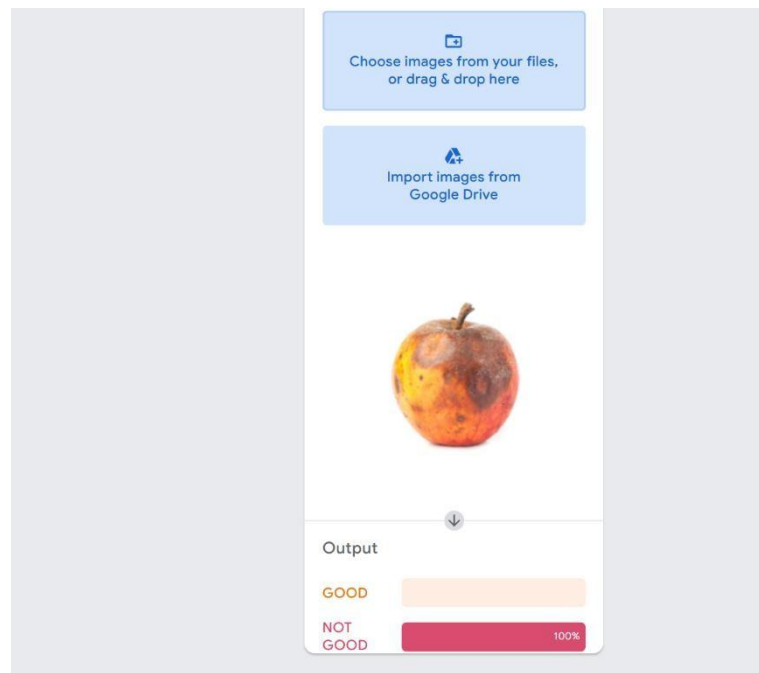 Choose images from your files,
or drag & drop here
Import images from
Google Drive
Output
GOOD
NOT
GOOD
100%